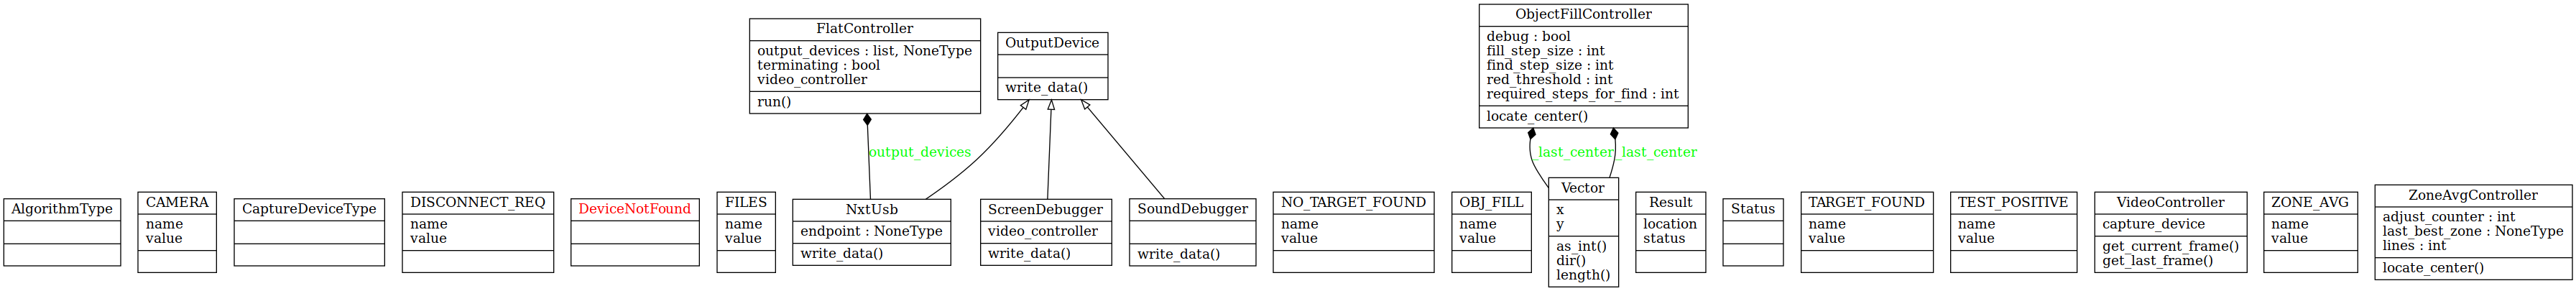 FlatController
output_devices : list, NoneType
terminating : bool
video_controller
run()
OutputDevice
write_data()
ObjectFillController
debug : bool
fill_step_size : int
find_step_size : int
red_threshold : int
required_steps_for_find : int
locate_center()
output_devices
_last_center
_last_center
AlgorithmType
CAMERA
name
value
CaptureDeviceType
DISCONNECT_REQ
name
value
DeviceNotFound
FILES
name
value
NxtUsb
endpoint : NoneType
write_data()
ScreenDebugger
video_controller
write_data()
SoundDebugger
write_data()
NO_TARGET_FOUND
name
value
OBJ_FILL
name
value
Vector
x
y
as_int()
dir()
length()
Result
location
status
Status
TARGET_FOUND
name
value
TEST_POSITIVE
name
value
VideoController
capture_device
get_current_frame()
get_last_frame()
ZONE_AVG
name
value
ZoneAvgController
adjust_counter : int
last_best_zone : NoneType
lines : int
locate_center()